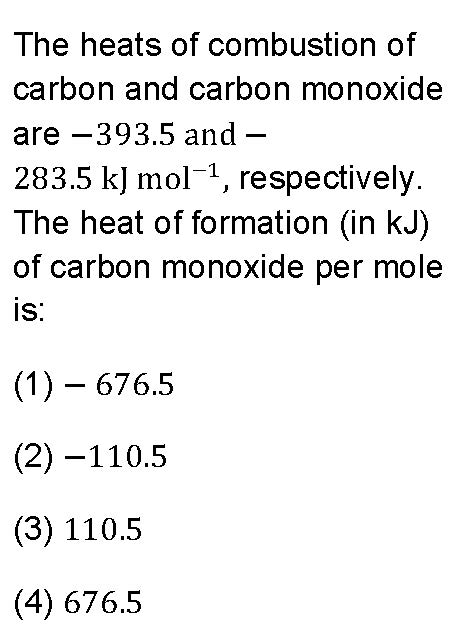 The heats of combustion of
carbon and carbon monoxide
are −393.5 and −
283.5 kJ mol⁻¹, respectively.
The heat of formation (in kJ)
of carbon monoxide per mole
is:
(1) − 676.5
(2) −110.5
(3) 110.5
(4) 676.5